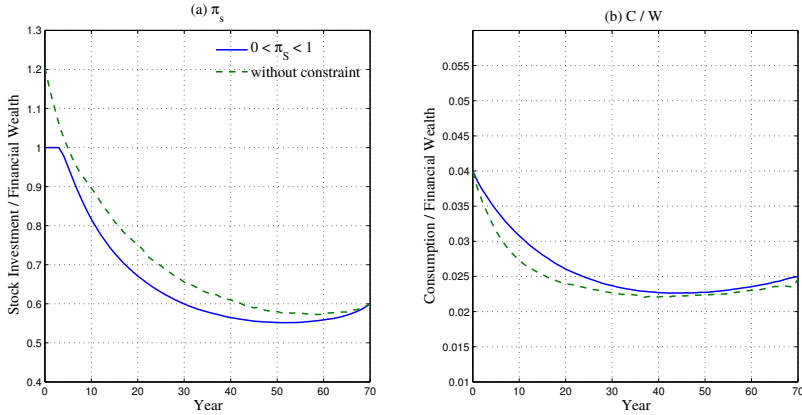 (a) π_s
1.3
1.2
1.1
1
0.9
0.8
0.7
0.6
0.5
0.4
0 10 20 30 40 50 60 70
Year
Stock Investment / Financial Wealth
0 < π_S < 1
without constraint
(b) C / W
0.055
0.05
0.045
0.04
0.035
0.03
0.025
0.02
0.015
0.01
0 10 20 30 40 50 60 70
Year
Consumption / Financial Wealth